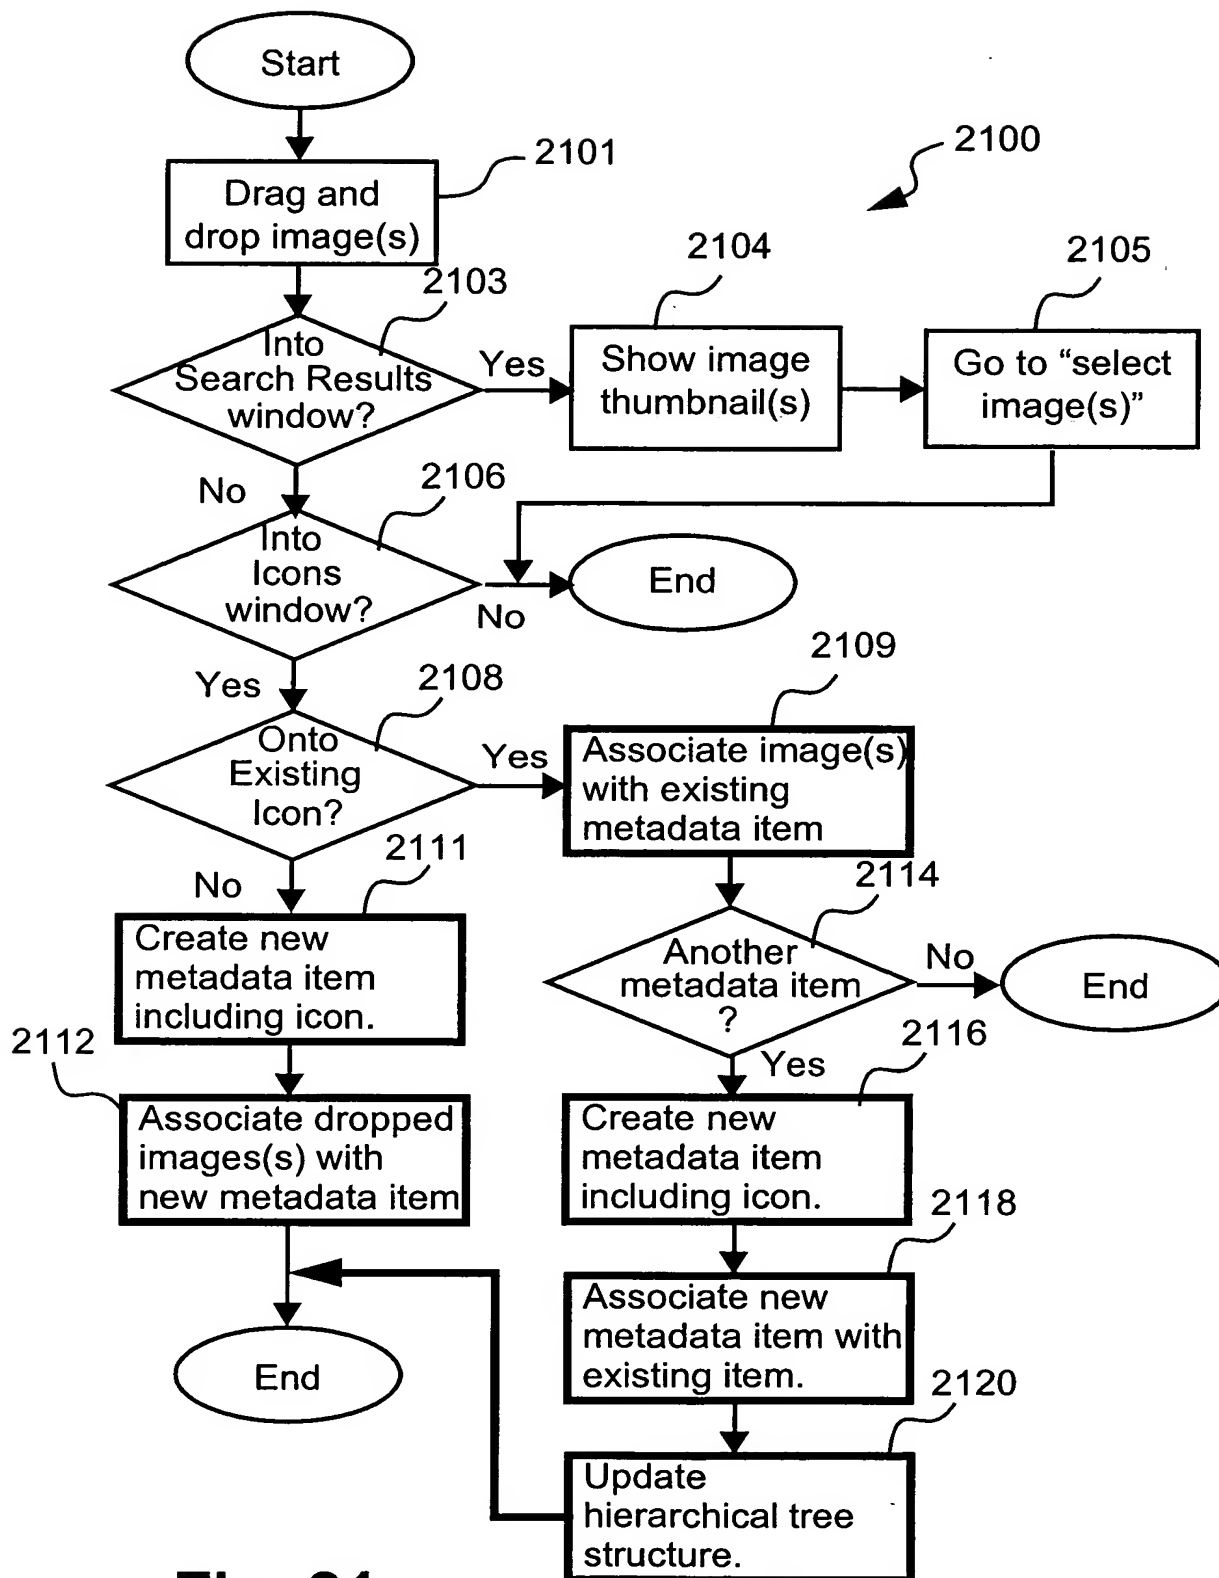 Start
2101
2100
Drag and
drop image(s)
2103
2104
2105
Into
Search Results
window?
Yes
Show image
thumbnail(s)
Go to “select
image(s)”
No
2106
Into
Icons
window?
No
End
Yes
2108
2109
Onto
Existing
Icon?
Yes
Associate image(s)
with existing
metadata item
No
2111
2114
Create new
metadata item
including icon.
Another
metadata item
?
No
End
2112
Yes
2116
Associate dropped
images(s) with
new metadata item
Create new
metadata item
including icon.
2118
End
Associate new
metadata item with
existing item.
2120
Update
hierarchical tree
structure.